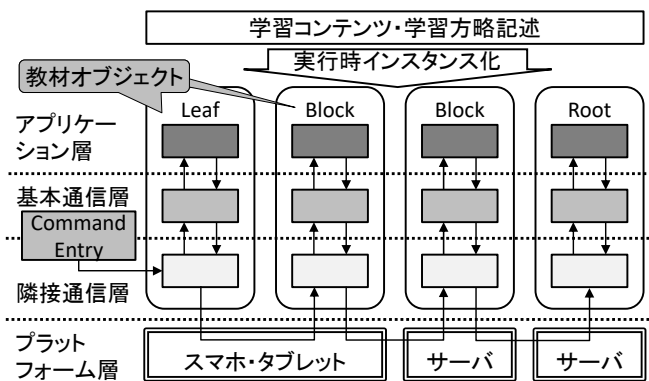 学習コンテンツ・学習方略記述
実行時インスタンス化
教材オブジェクト
Leaf
Block
Block
Root
アプリケー
ション層
基本通信層
Command
Entry
隣接通信層
プラット
フォーム層
スマホ・タブレット
サーバ
サーバ